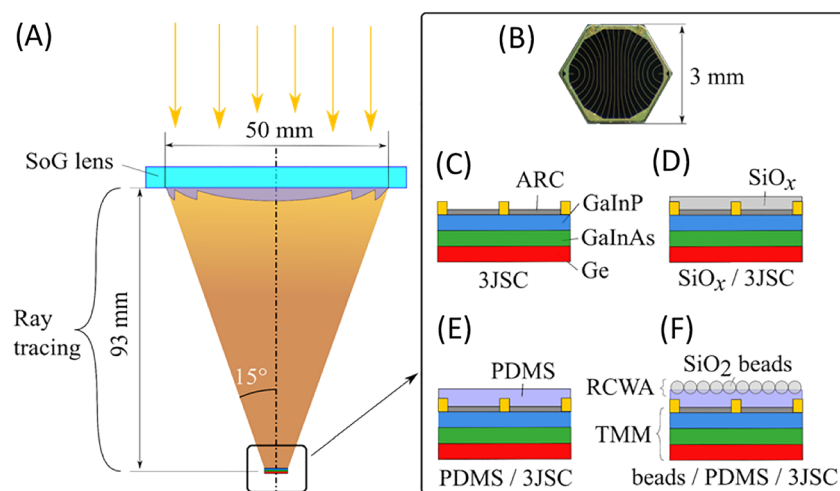 (A)
50 mm
SoG lens
Ray
tracing
93 mm
15°
(B)
3 mm
(C)
ARC
GaInP
GaInAs
Ge
3JSC
(D)
SiOx
SiOx / 3JSC
(E)
PDMS
PDMS / 3JSC
(F)
SiO2 beads
RCWA
TMM
beads / PDMS / 3JSC